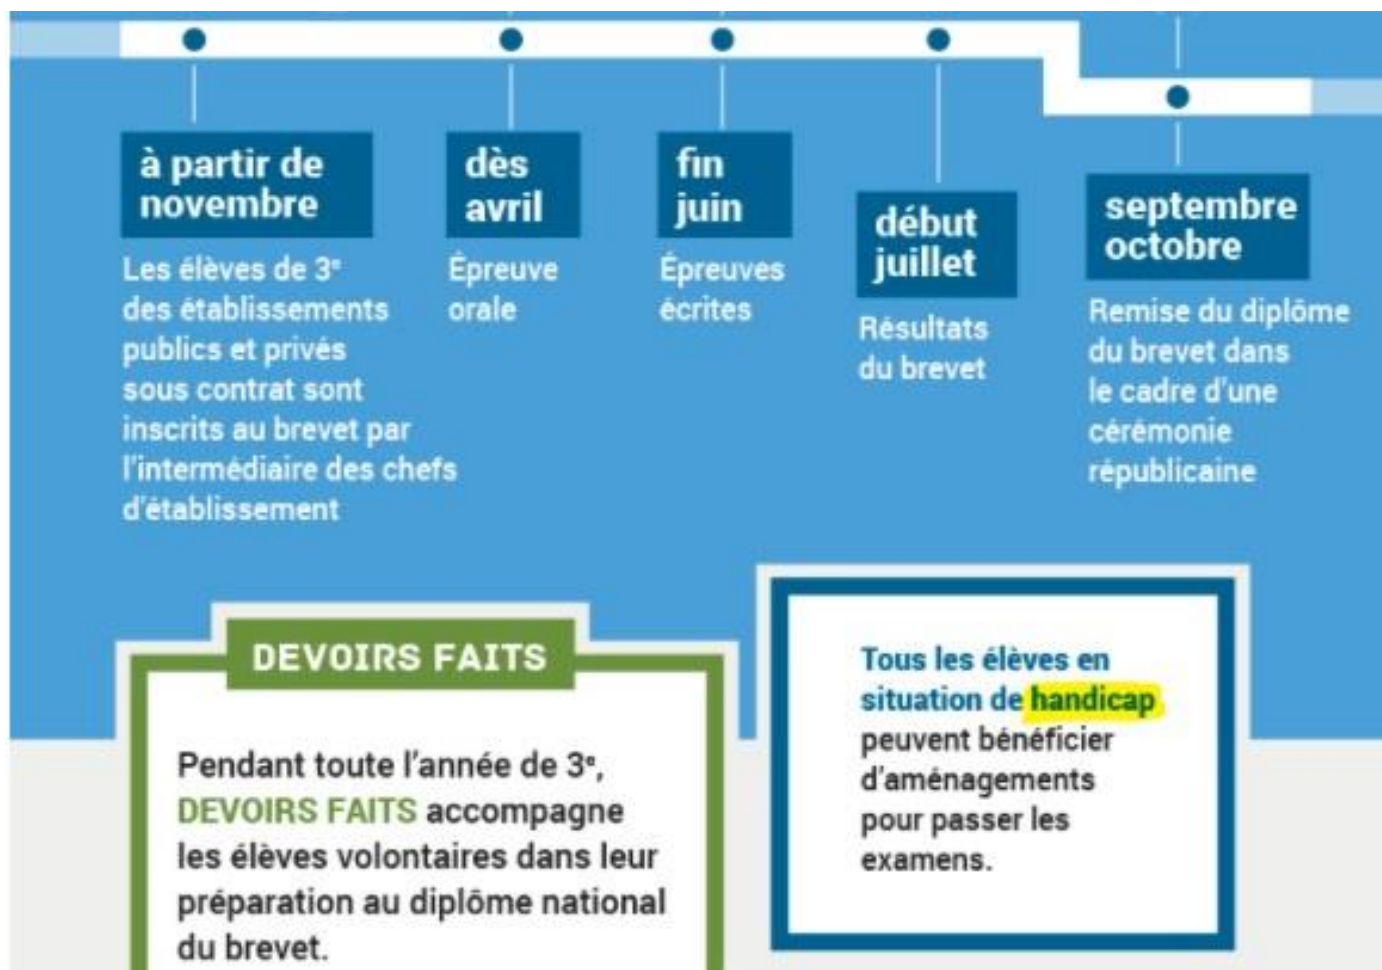 à partir de
novembre
Les élèves de 3e
des établissements
publics et privés
sous contrat sont
inscrits au brevet par
l'intermédiaire des chefs
d'établissement
dès
avril
Épreuve
orale
fin
juin
Épreuves
écrites
début
juillet
Résultats
du brevet
septembre
octobre
Remise du diplôme
du brevet dans
le cadre d'une
cérémonie
républicaine
DEVOIRS FAITS
Pendant toute l'année de 3e,
DEVOIRS FAITS accompagne
les élèves volontaires dans leur
préparation au diplôme national
du brevet.
Tous les élèves en
situation de handicap
peuvent bénéficier
d'aménagements
pour passer les
examens.